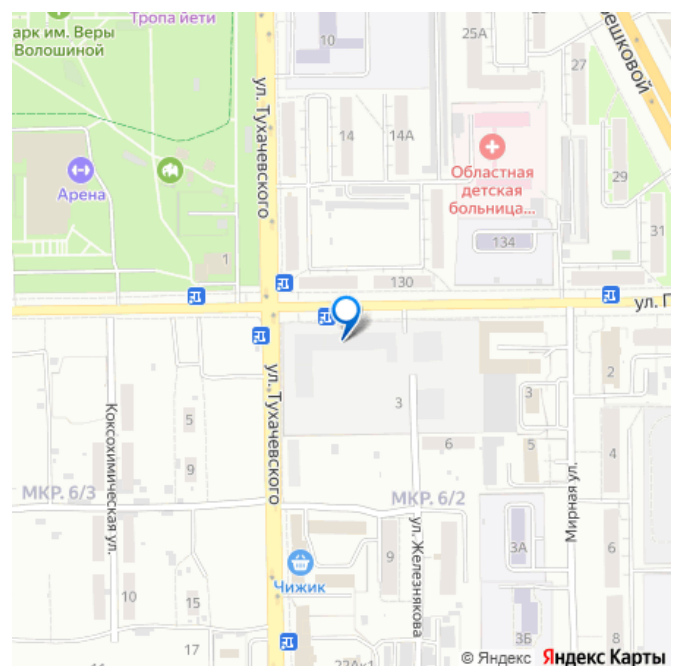 Тропа йети
арк им. Веры
Волошиной
10
25А
ешковой
27
ул. Тухачевского
14
14А
Областная
детская
больница...
Арена
29
134
31
1
130
ул. Г
ул. Тухачевского
2
3
3
Коксохимическая ул.
5
6
5
4
9
Мирная ул.
МКР. 6/3
МКР. 6/2
ул. Железнякова
3А
6
Чижик
9
10
15
3Б
8
17
11
22Ак1
© Яндекс Яндекс Карты